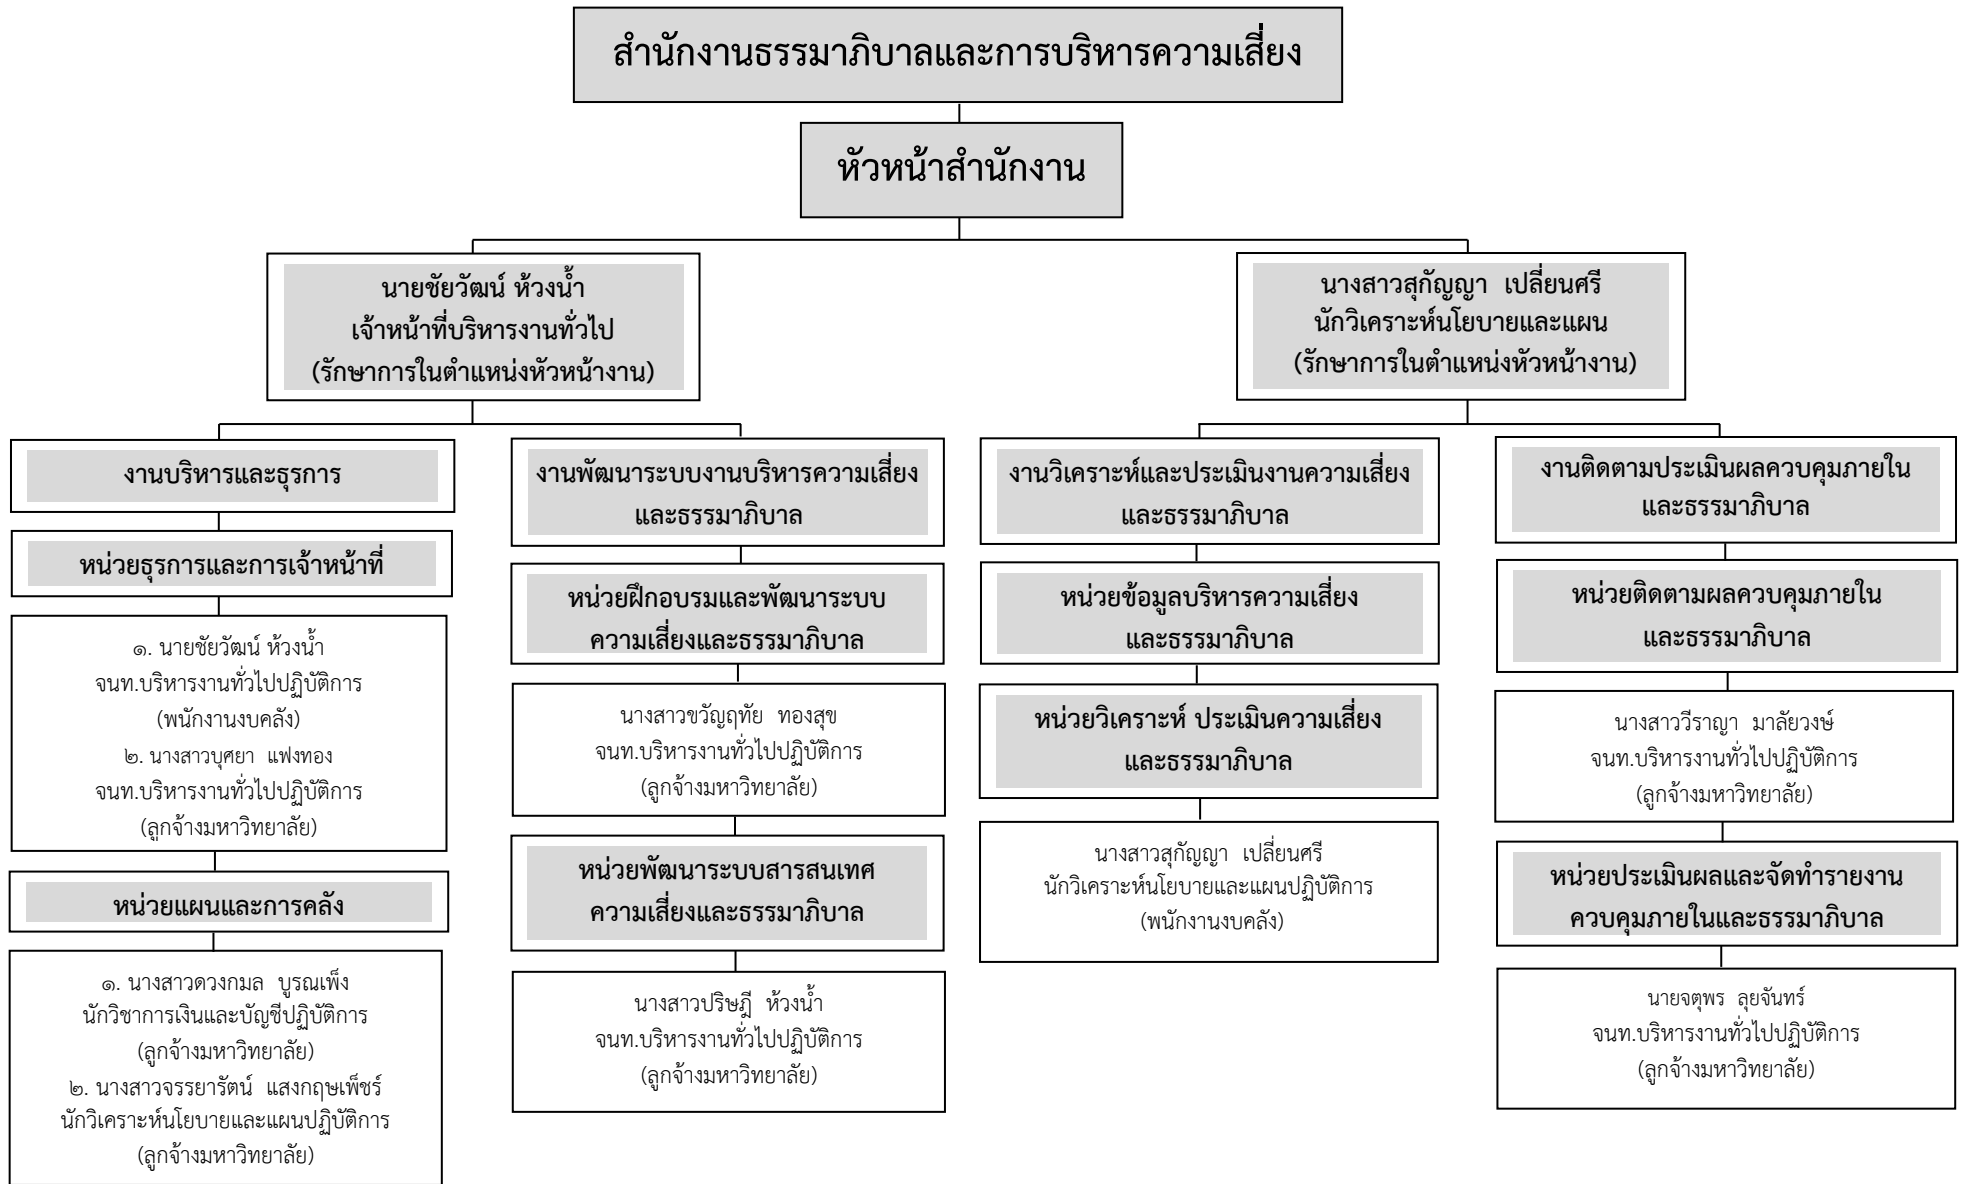 สำนักงานธรรมาภิบาลและการบริหารความเสี่ยง
หัวหน้าสำนักงาน
นายชัยวัฒน์ ห้วงน้ำ
เจ้าหน้าที่บริหารงานทั่วไป
(รักษาการในตำแหน่งหัวหน้างาน)
นางสาวสุกัญญา เปลี่ยนศรี
นักวิเคราะห์นโยบายและแผน
(รักษาการในตำแหน่งหัวหน้างาน)
งานบริหารและธุรการ
หน่วยธุรการและการเจ้าหน้าที่
๑. นายชัยวัฒน์ ห้วงน้ำ
จนท.บริหารงานทั่วไปปฏิบัติการ
(พนักงานงบคลัง)
๒. นางสาวบุศยา แฟงทอง
จนท.บริหารงานทั่วไปปฏิบัติการ
(ลูกจ้างมหาวิทยาลัย)
หน่วยแผนและการคลัง
๑. นางสาวดวงกมล บูรณเพ็ง
นักวิชาการเงินและบัญชีปฏิบัติการ
(ลูกจ้างมหาวิทยาลัย)
๒. นางสาวจรรยารัตน์ แสงกฤษเพ็ชร์
นักวิเคราะห์นโยบายและแผนปฏิบัติการ
(ลูกจ้างมหาวิทยาลัย)
งานพัฒนาระบบงานบริหารความเสี่ยง
และธรรมาภิบาล
หน่วยฝึกอบรมและพัฒนาระบบ
ความเสี่ยงและธรรมาภิบาล
นางสาวขวัญฤทัย ทองสุข
จนท.บริหารงานทั่วไปปฏิบัติการ
(ลูกจ้างมหาวิทยาลัย)
หน่วยพัฒนาระบบสารสนเทศ
ความเสี่ยงและธรรมาภิบาล
นางสาวปริษฎี ห้วงน้ำ
จนท.บริหารงานทั่วไปปฏิบัติการ
(ลูกจ้างมหาวิทยาลัย)
งานวิเคราะห์และประเมินงานความเสี่ยง
และธรรมาภิบาล
หน่วยข้อมูลบริหารความเสี่ยง
และธรรมาภิบาล
หน่วยวิเคราะห์ ประเมินความเสี่ยง
และธรรมาภิบาล
นางสาวสุกัญญา เปลี่ยนศรี
นักวิเคราะห์นโยบายและแผนปฏิบัติการ
(พนักงานงบคลัง)
งานติดตามประเมินผลควบคุมภายใน
และธรรมาภิบาล
หน่วยติดตามผลควบคุมภายใน
และธรรมาภิบาล
นางสาววีราญา มาลัยวงษ์
จนท.บริหารงานทั่วไปปฏิบัติการ
(ลูกจ้างมหาวิทยาลัย)
หน่วยประเมินผลและจัดทำรายงาน
ควบคุมภายในและธรรมาภิบาล
นายจตุพร ลุยจันทร์
จนท.บริหารงานทั่วไปปฏิบัติการ
(ลูกจ้างมหาวิทยาลัย)